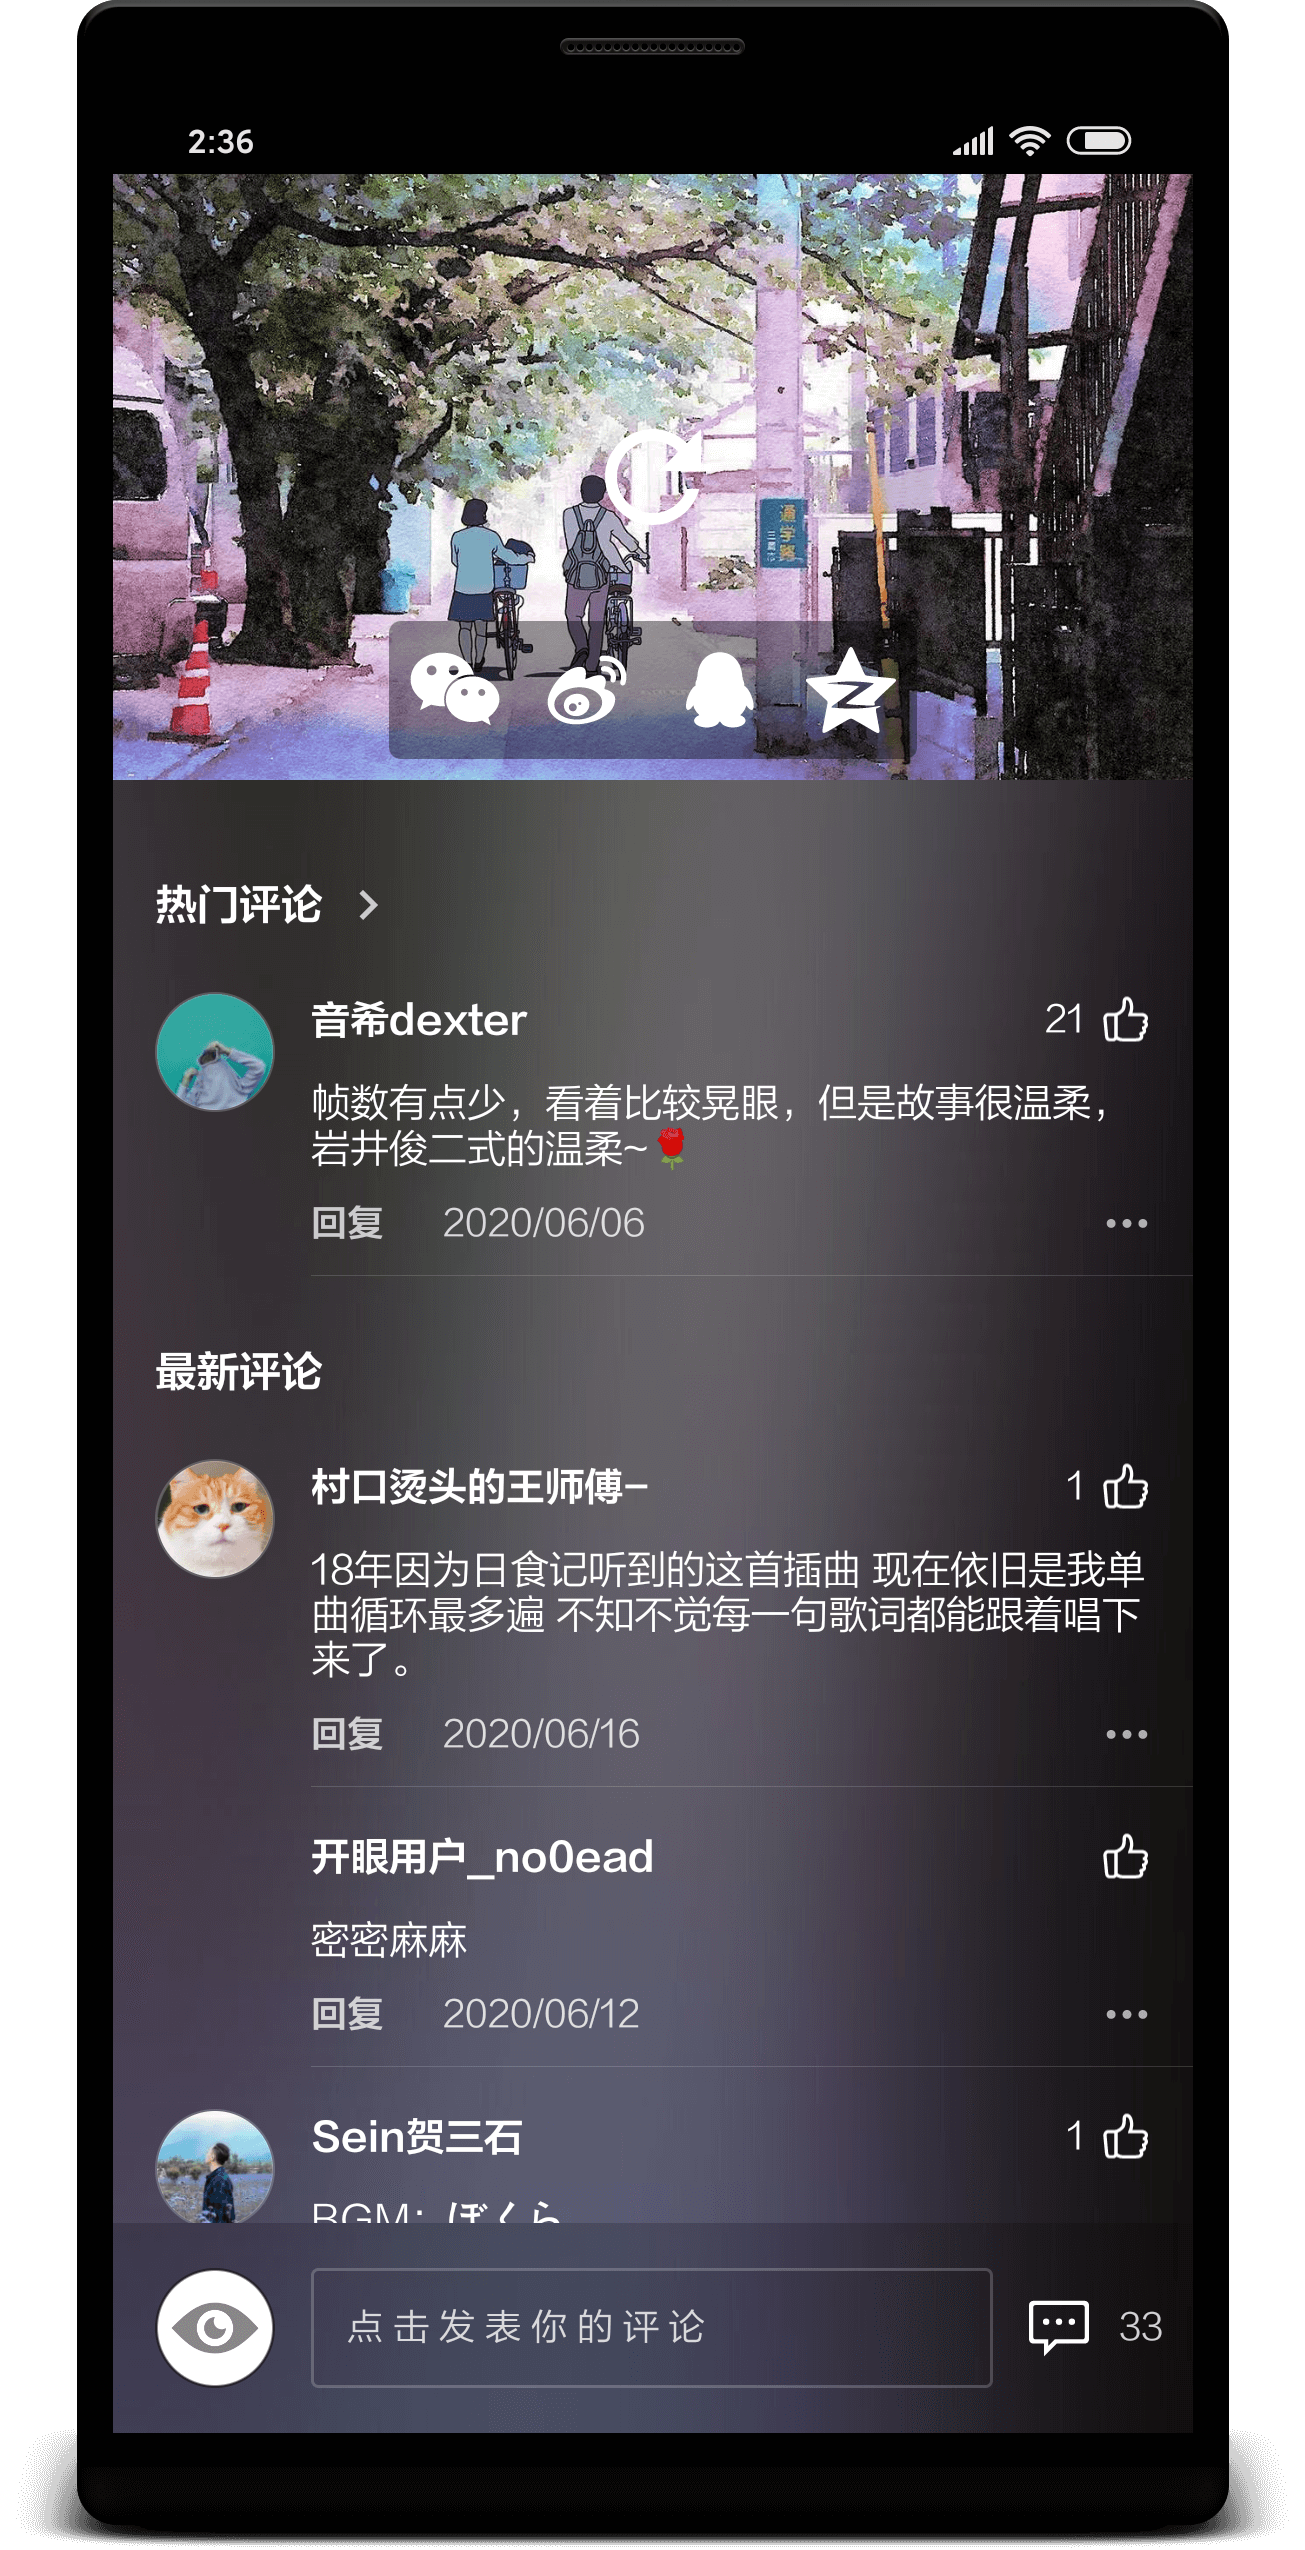 2:36
通学路
热门评论
音希dexter
21
帧数有点少，看着比较晃眼，但是故事很温柔，
岩井俊二式的温柔~🌹
回复 2020/06/06
最新评论
村口烫头的王师傅–
1
18年因为日食记听到的这首插曲 现在依旧是我单
曲循环最多遍 不知不觉每一句歌词都能跟着唱下
来了。
回复 2020/06/16
开眼用户_no0ead
密密麻麻
回复 2020/06/12
Sein贺三石
1
BGM：ぼくら
点击发表你的评论
33